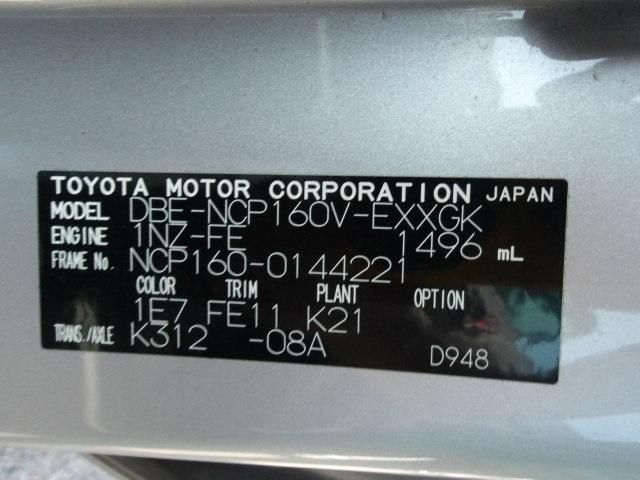 TOYOTA MOTOR CORPORATION JAPAN
MODEL DBE-NCP160V-EXXGK
ENGINE 1NZ-FE 1496 mL
FRAME No. NCP160-0144221
COLOR TRIM PLANT OPTION
1E7 FE11 K21
TRANS./AXLE K312 -08A D948